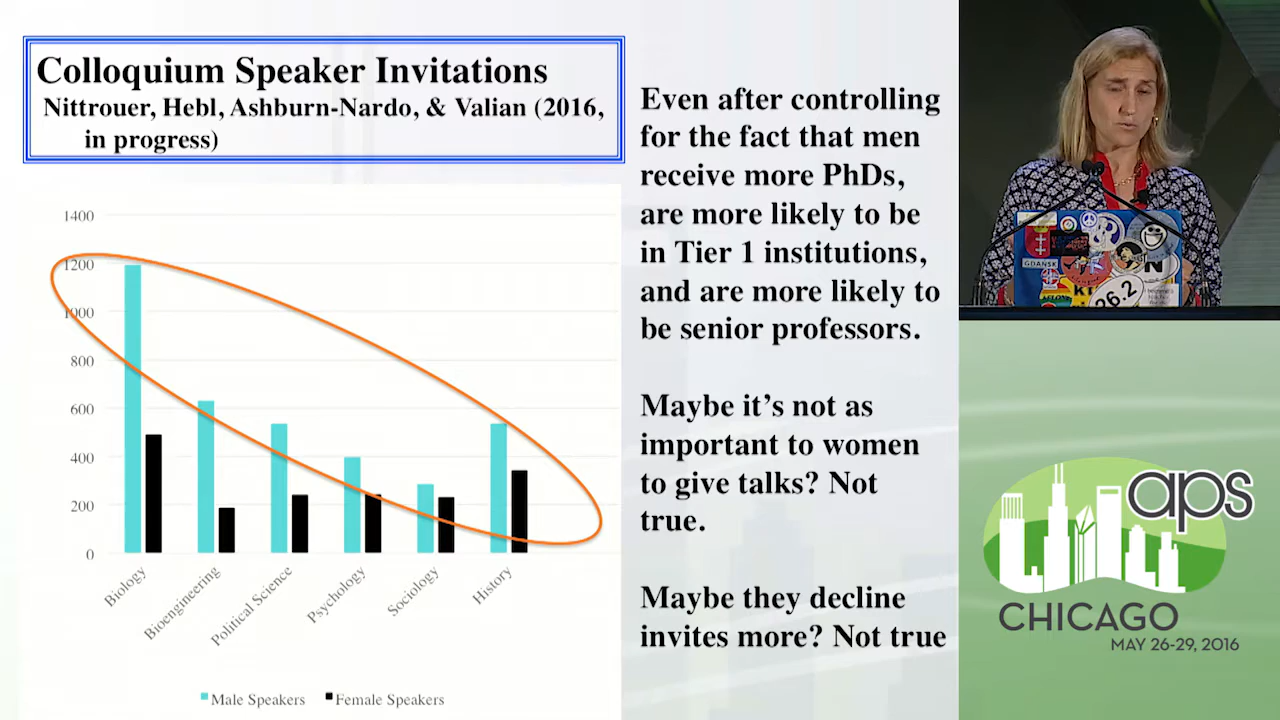 Colloquium Speaker Invitations
Nittrouer, Hebl, Ashburn-Nardo, & Valian (2016,
in progress)
Even after controlling
for the fact that men
receive more PhDs,
are more likely to be
in Tier 1 institutions,
and are more likely to
be senior professors.
Maybe it's not as
important to women
to give talks? Not
true.
Maybe they decline
invites more? Not true
1400
1200
1000
800
600
400
200
0
Biology
Bioengineering
Political Science
Psychology
Sociology
History
Male Speakers
Female Speakers
GDAŃSK
26.2
aps
CHICAGO
MAY 26-29, 2016